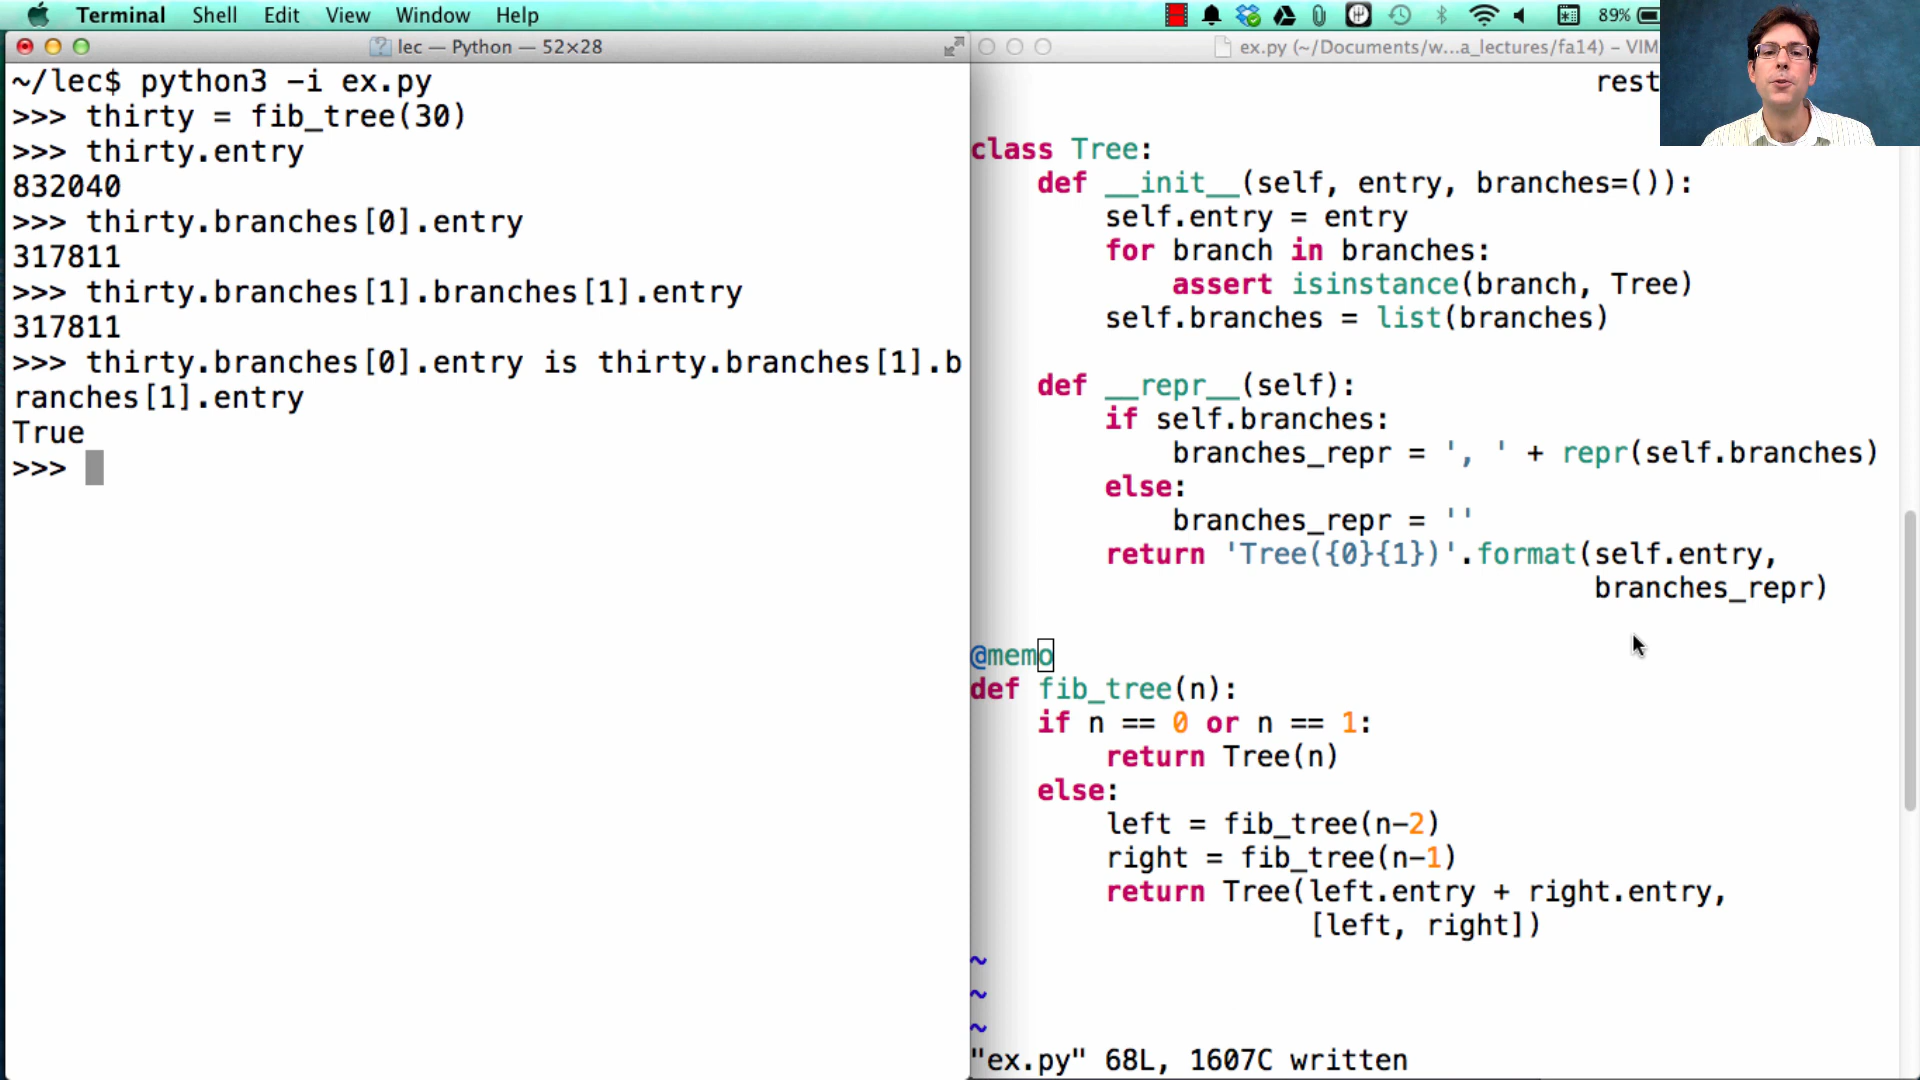 Terminal Shell Edit View Window Help 89%
lec — Python — 52×28
~/lec$ python3 -i ex.py
>>> thirty = fib_tree(30)
>>> thirty.entry
832040
>>> thirty.branches[0].entry
317811
>>> thirty.branches[1].branches[1].entry
317811
>>> thirty.branches[0].entry is thirty.branches[1].b
ranches[1].entry
True
>>>
ex.py (~/Documents/w...a_lectures/fa14) – VIM
rest
class Tree:
    def __init__(self, entry, branches=()):
        self.entry = entry
        for branch in branches:
            assert isinstance(branch, Tree)
        self.branches = list(branches)
    def __repr__(self):
        if self.branches:
            branches_repr = ', ' + repr(self.branches)
        else:
            branches_repr = ''
        return 'Tree({0}{1})'.format(self.entry,
                                     branches_repr)
@memo
def fib_tree(n):
    if n == 0 or n == 1:
        return Tree(n)
    else:
        left = fib_tree(n-2)
        right = fib_tree(n-1)
        return Tree(left.entry + right.entry,
                    [left, right])
~
~
~
"ex.py" 68L, 1607C written